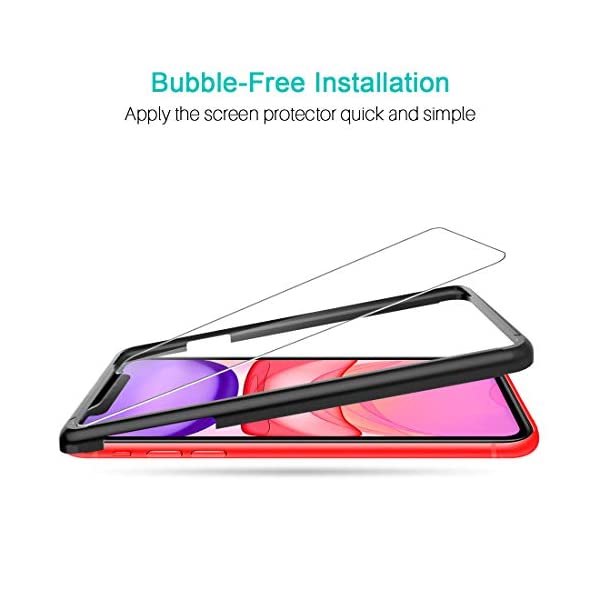 Bubble-Free Installation
Apply the screen protector quick and simple